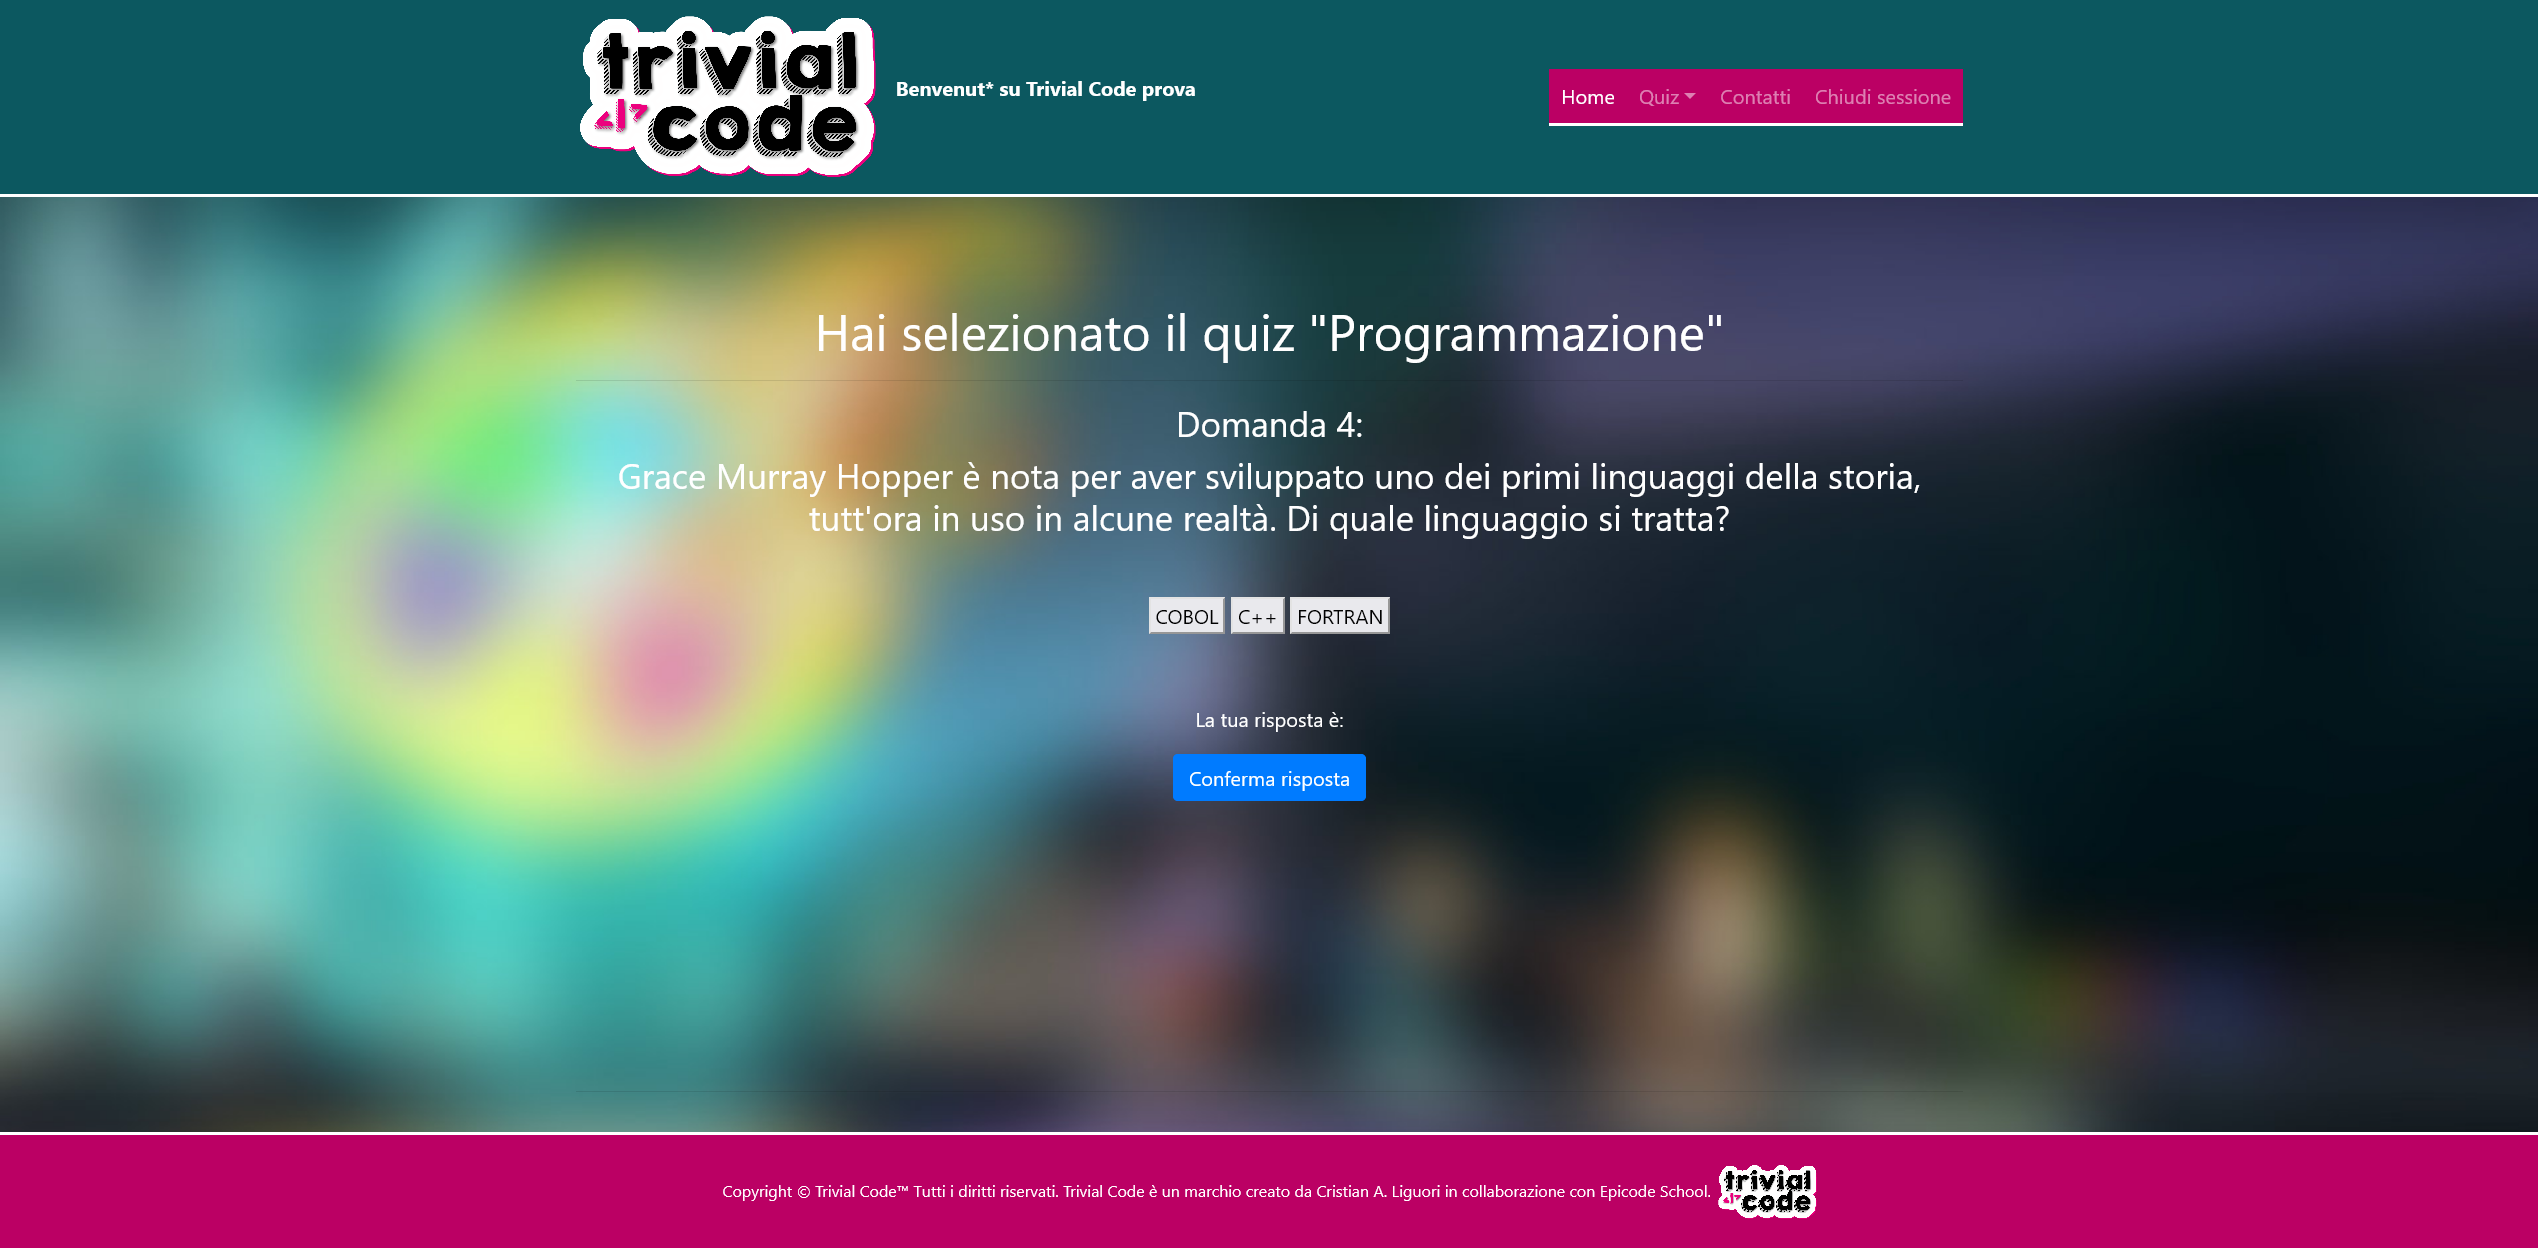 trivial
code
Benvenut* su Trivial Code prova
Home Quiz Contatti Chiudi sessione
Hai selezionato il quiz "Programmazione"
Domanda 4:
Grace Murray Hopper è nota per aver sviluppato uno dei primi linguaggi della storia,
tutt'ora in uso in alcune realtà. Di quale linguaggio si tratta?
COBOL C++ FORTRAN
La tua risposta è:
Conferma risposta
Copyright © Trivial Code™ Tutti i diritti riservati. Trivial Code è un marchio creato da Cristian A. Liguori in collaborazione con Epicode School.
trivial
code